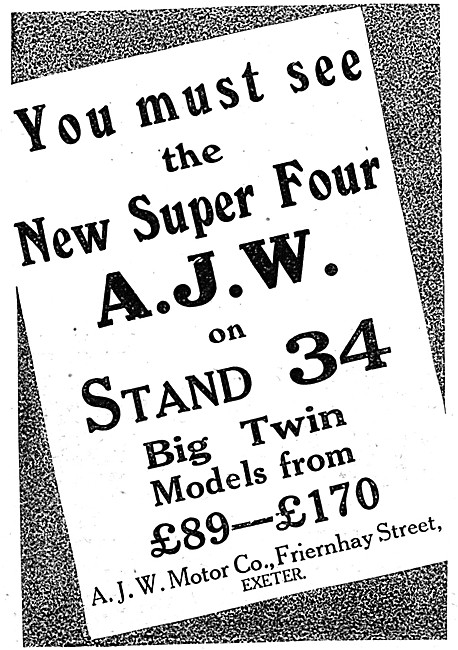 You must see
the
New Super Four
A.J.W.
on
STAND 34
Big Twin
Models from
£89—£170
A. J. W. Motor Co., Friernhay Street,
EXETER.